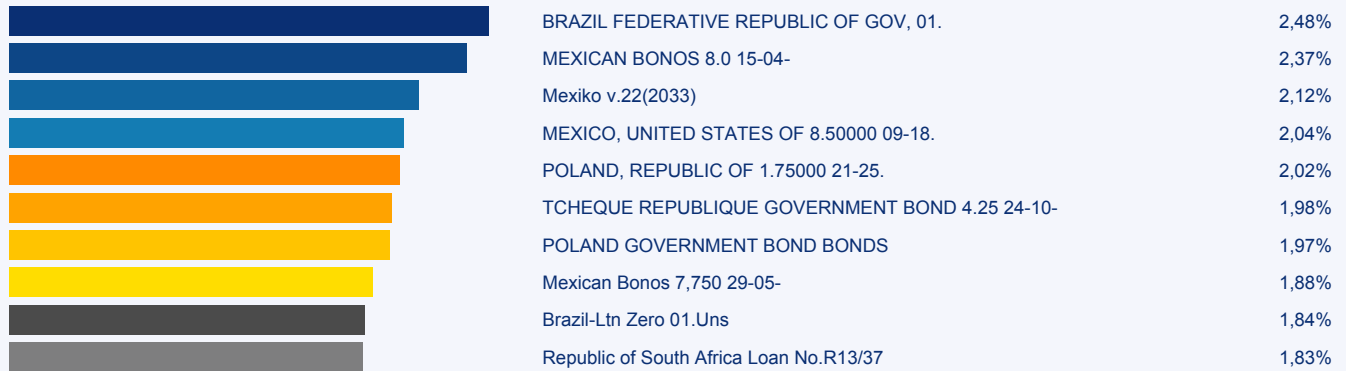 BRAZIL FEDERATIVE REPUBLIC OF GOV, 01. 2,48%
MEXICAN BONOS 8.0 15-04- 2,37%
Mexiko v.22(2033) 2,12%
MEXICO, UNITED STATES OF 8.50000 09-18. 2,04%
POLAND, REPUBLIC OF 1.75000 21-25. 2,02%
TCHEQUE REPUBLIQUE GOVERNMENT BOND 4.25 24-10- 1,98%
POLAND GOVERNMENT BOND BONDS 1,97%
Mexican Bonos 7,750 29-05- 1,88%
Brazil-Ltn Zero 01.Uns 1,84%
Republic of South Africa Loan No.R13/37 1,83%